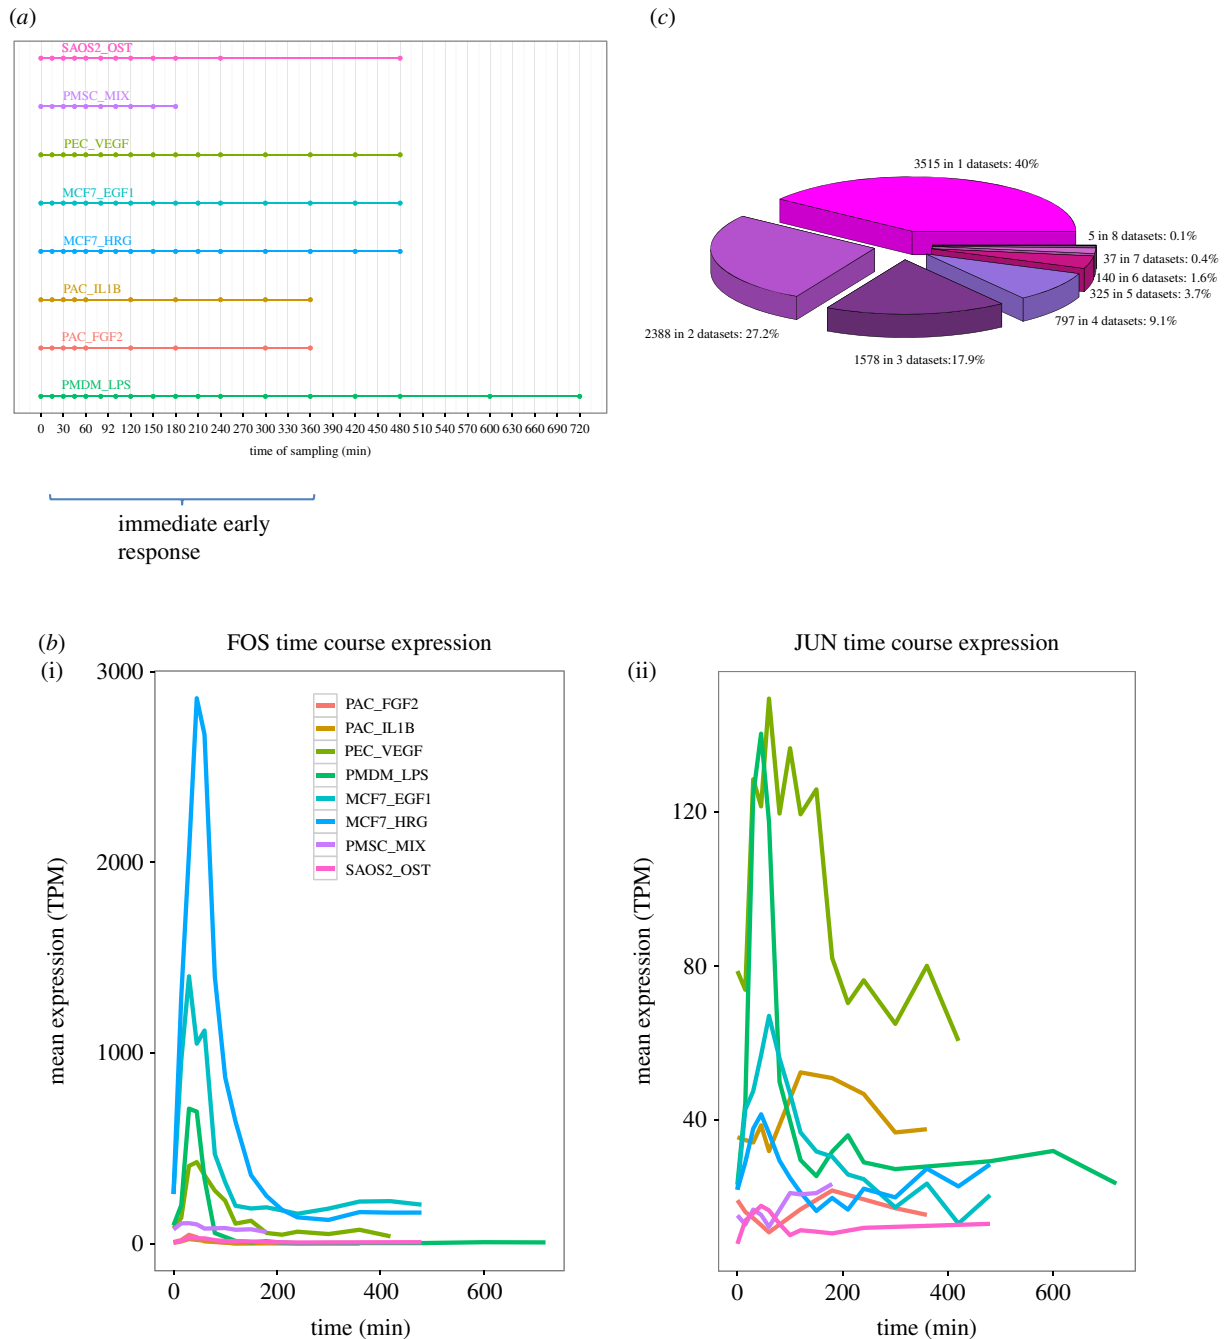 (a)
SAOS2_OST
PMSC_MIX
PEC_VEGF
MCF7_EGF1
MCF7_HRG
PAC_IL1B
PAC_FGF2
PMDM_LPS
0 30 60 92 120 150 180 210 240 270 300 330 360 390 420 450 480 510 540 570 600 630 660 690 720
time of sampling (min)
immediate early
response
(c)
3515 in 1 datasets: 40%
5 in 8 datasets: 0.1%
37 in 7 datasets: 0.4%
140 in 6 datasets: 1.6%
325 in 5 datasets: 3.7%
797 in 4 datasets: 9.1%
1578 in 3 datasets:17.9%
2388 in 2 datasets: 27.2%
(b)
(i)
FOS time course expression
3000
2000
1000
0
mean expression (TPM)
PAC_FGF2
PAC_IL1B
PEC_VEGF
PMDM_LPS
MCF7_EGF1
MCF7_HRG
PMSC_MIX
SAOS2_OST
0 200 400 600
time (min)
(ii)
JUN time course expression
120
80
40
mean expression (TPM)
0 200 400 600
time (min)